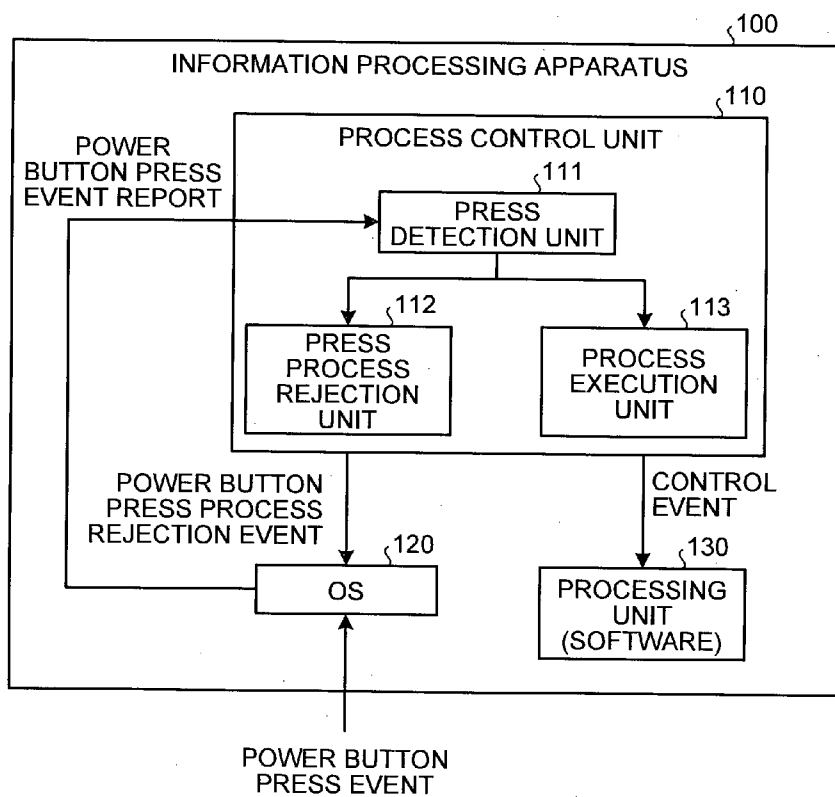 100
INFORMATION PROCESSING APPARATUS
110
PROCESS CONTROL UNIT
POWER
BUTTON PRESS
EVENT REPORT
111
PRESS
DETECTION UNIT
112
PRESS
PROCESS
REJECTION
UNIT
113
PROCESS
EXECUTION
UNIT
POWER BUTTON
PRESS PROCESS
REJECTION EVENT
CONTROL
EVENT
120
OS
130
PROCESSING
UNIT
(SOFTWARE)
POWER BUTTON
PRESS EVENT